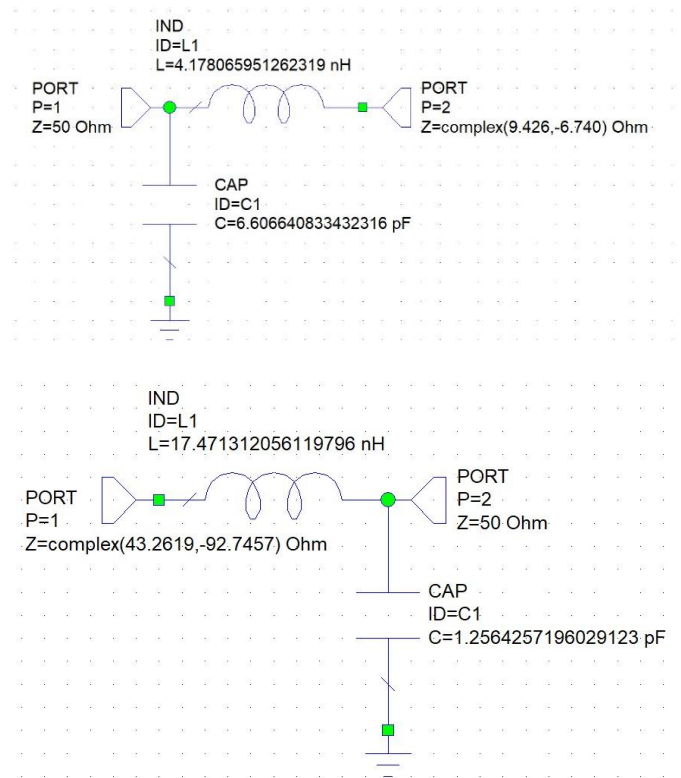 IND
ID=L1
L=4.178065951262319 nH
PORT
P=1
Z=50 Ohm
PORT
P=2
Z=complex(9.426,-6.740) Ohm
CAP
ID=C1
C=6.606640833432316 pF
IND
ID=L1
L=17.471312056119796 nH
PORT
P=1
Z=complex(43.2619,-92.7457) Ohm
PORT
P=2
Z=50 Ohm
CAP
ID=C1
C=1.2564257196029123 pF